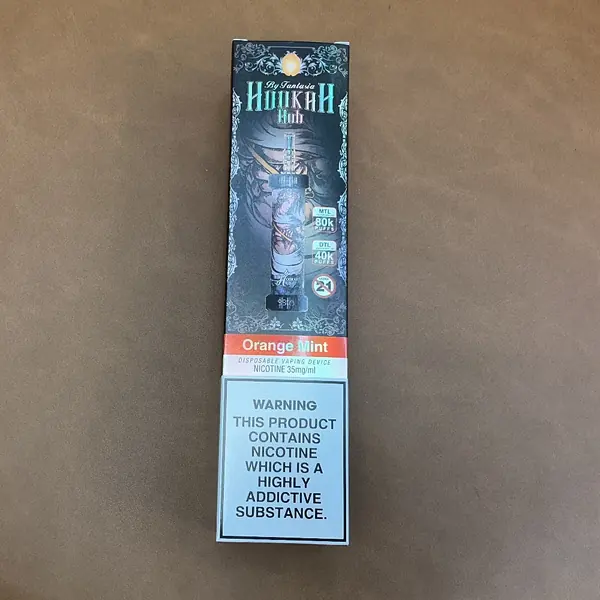 By Fantasia
HOOKAH
Hub
MTL
80k
PUFFS
DTL
40k
PUFFS
21
Orange Mint
DISPOSABLE VAPING DEVICE
NICOTINE 35mg/ml
WARNING
THIS PRODUCT
CONTAINS
NICOTINE
WHICH IS A
HIGHLY
ADDICTIVE
SUBSTANCE.